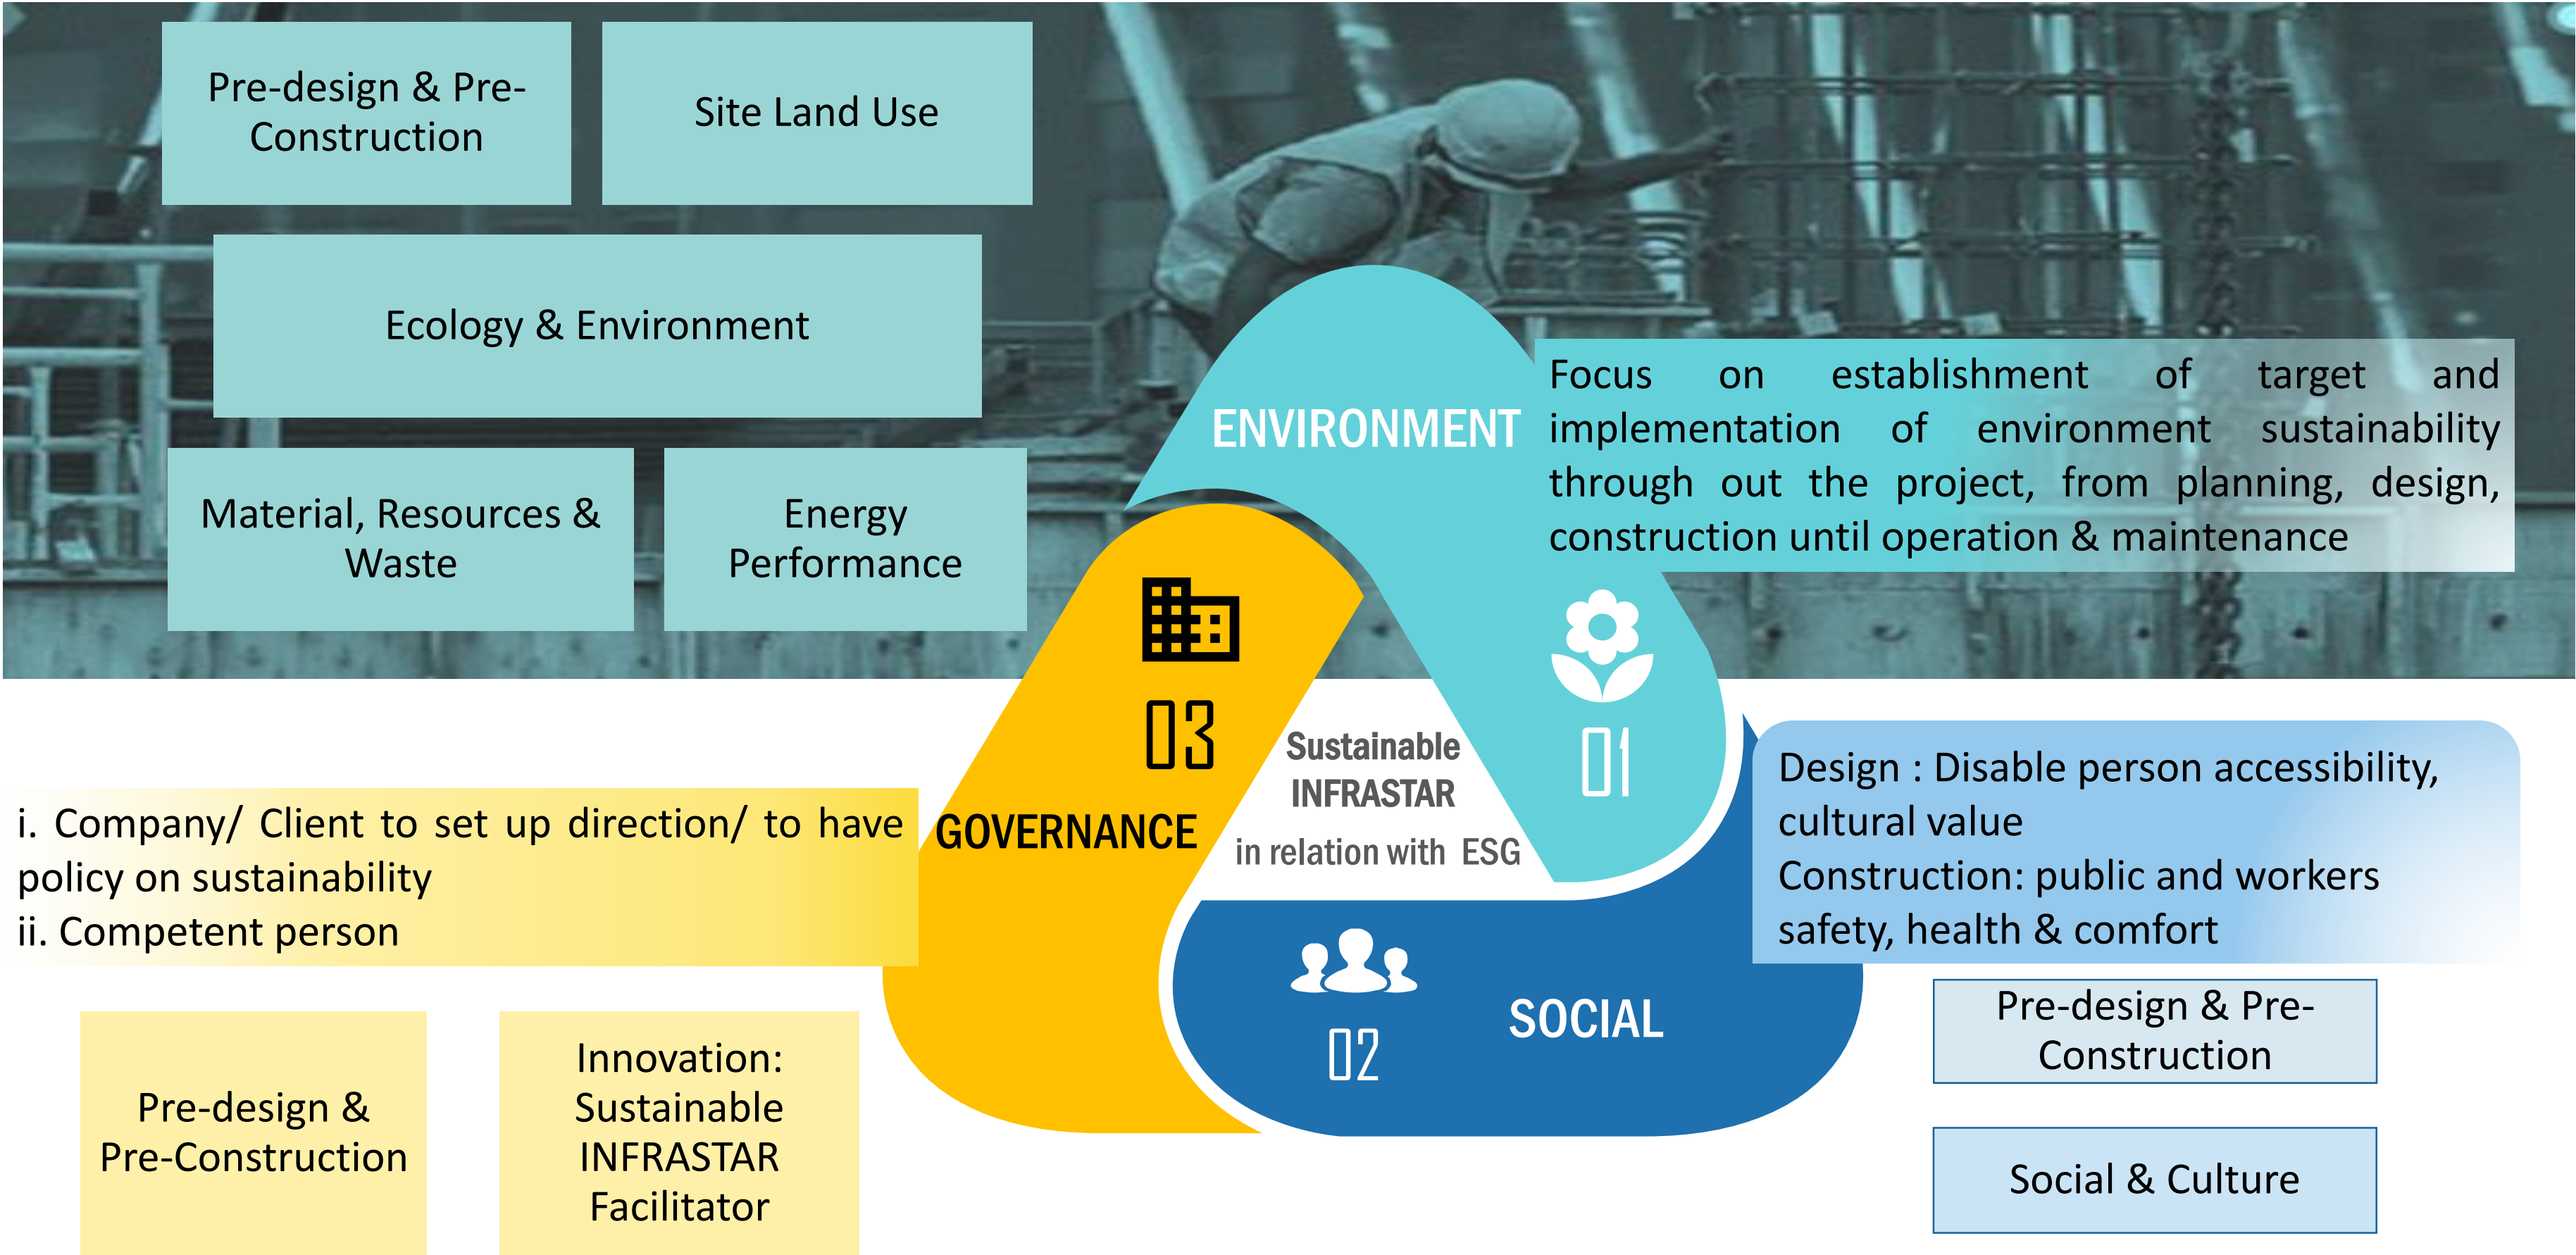 Pre-design & Pre-
Construction
Site Land Use
Ecology & Environment
Material, Resources &
Waste
Energy
Performance
ENVIRONMENT
Focus on establishment of target and
implementation of environment sustainability
through out the project, from planning, design,
construction until operation & maintenance
01
03
GOVERNANCE
Sustainable
INFRASTAR
in relation with ESG
i. Company/ Client to set up direction/ to have
policy on sustainability
ii. Competent person
Pre-design &
Pre-Construction
Innovation:
Sustainable
INFRASTAR
Facilitator
02
SOCIAL
Design : Disable person accessibility,
cultural value
Construction: public and workers
safety, health & comfort
Pre-design & Pre-
Construction
Social & Culture